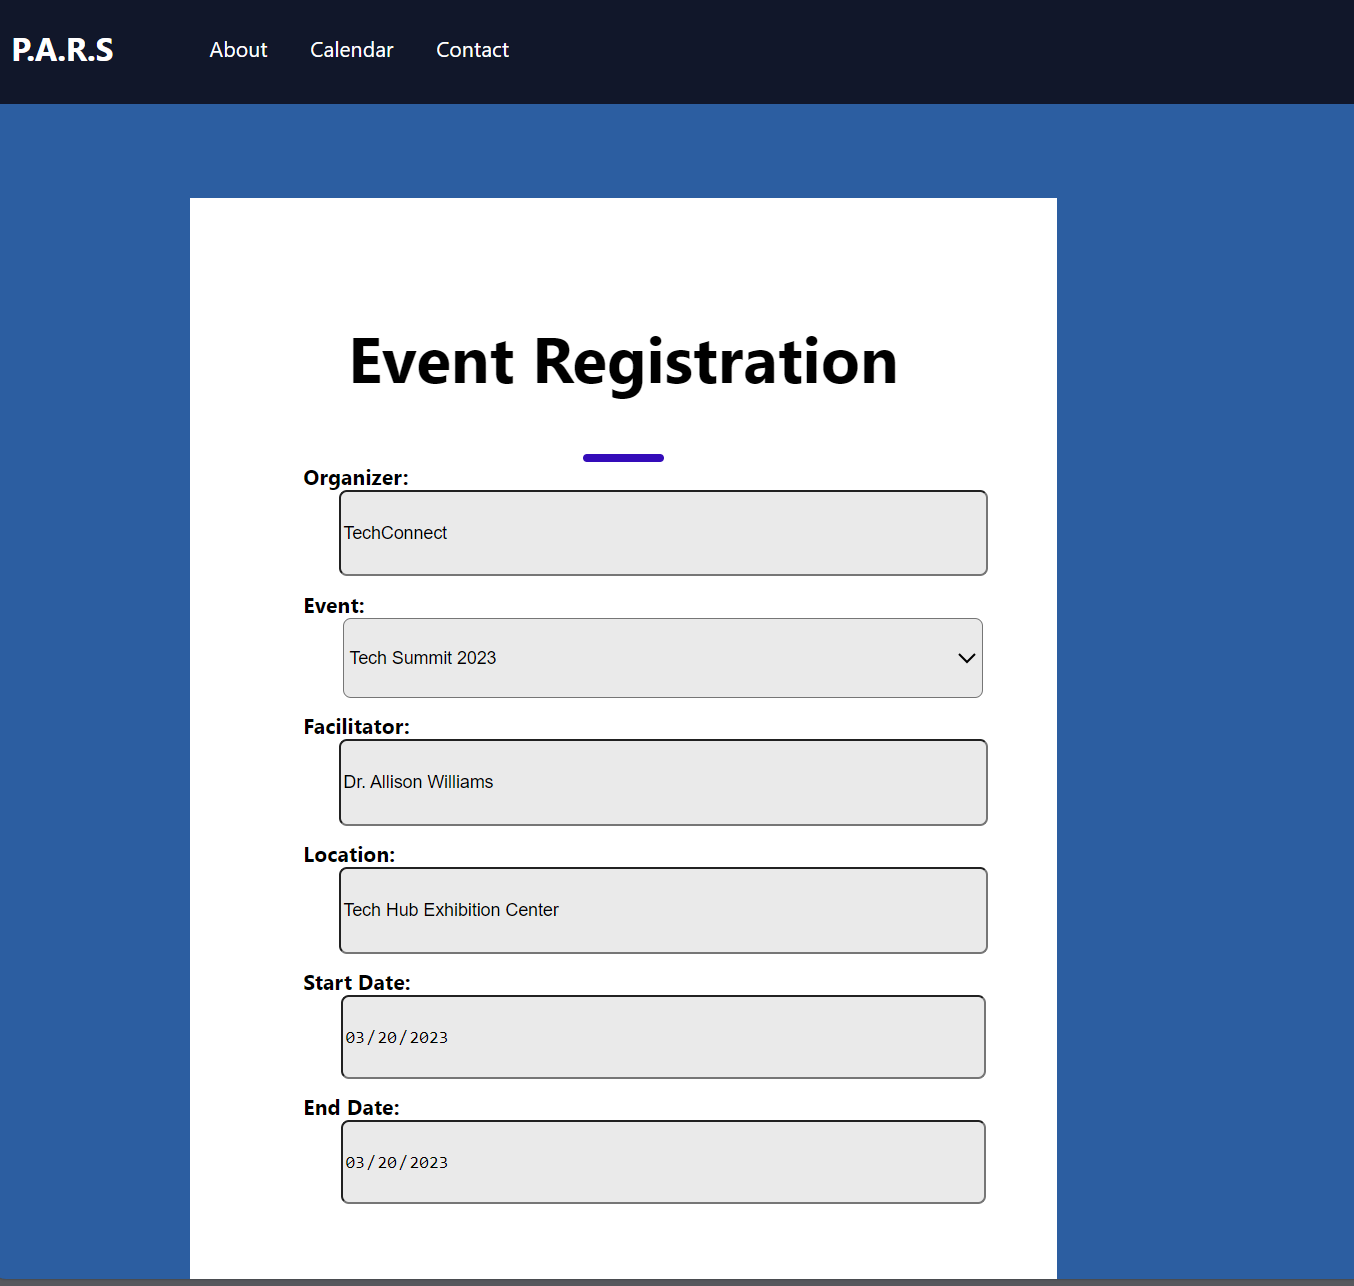 P.A.R.S About Calendar Contact
Event Registration
Organizer:
TechConnect
Event:
Tech Summit 2023
Facilitator:
Dr. Allison Williams
Location:
Tech Hub Exhibition Center
Start Date:
03/20/2023
End Date:
03/20/2023